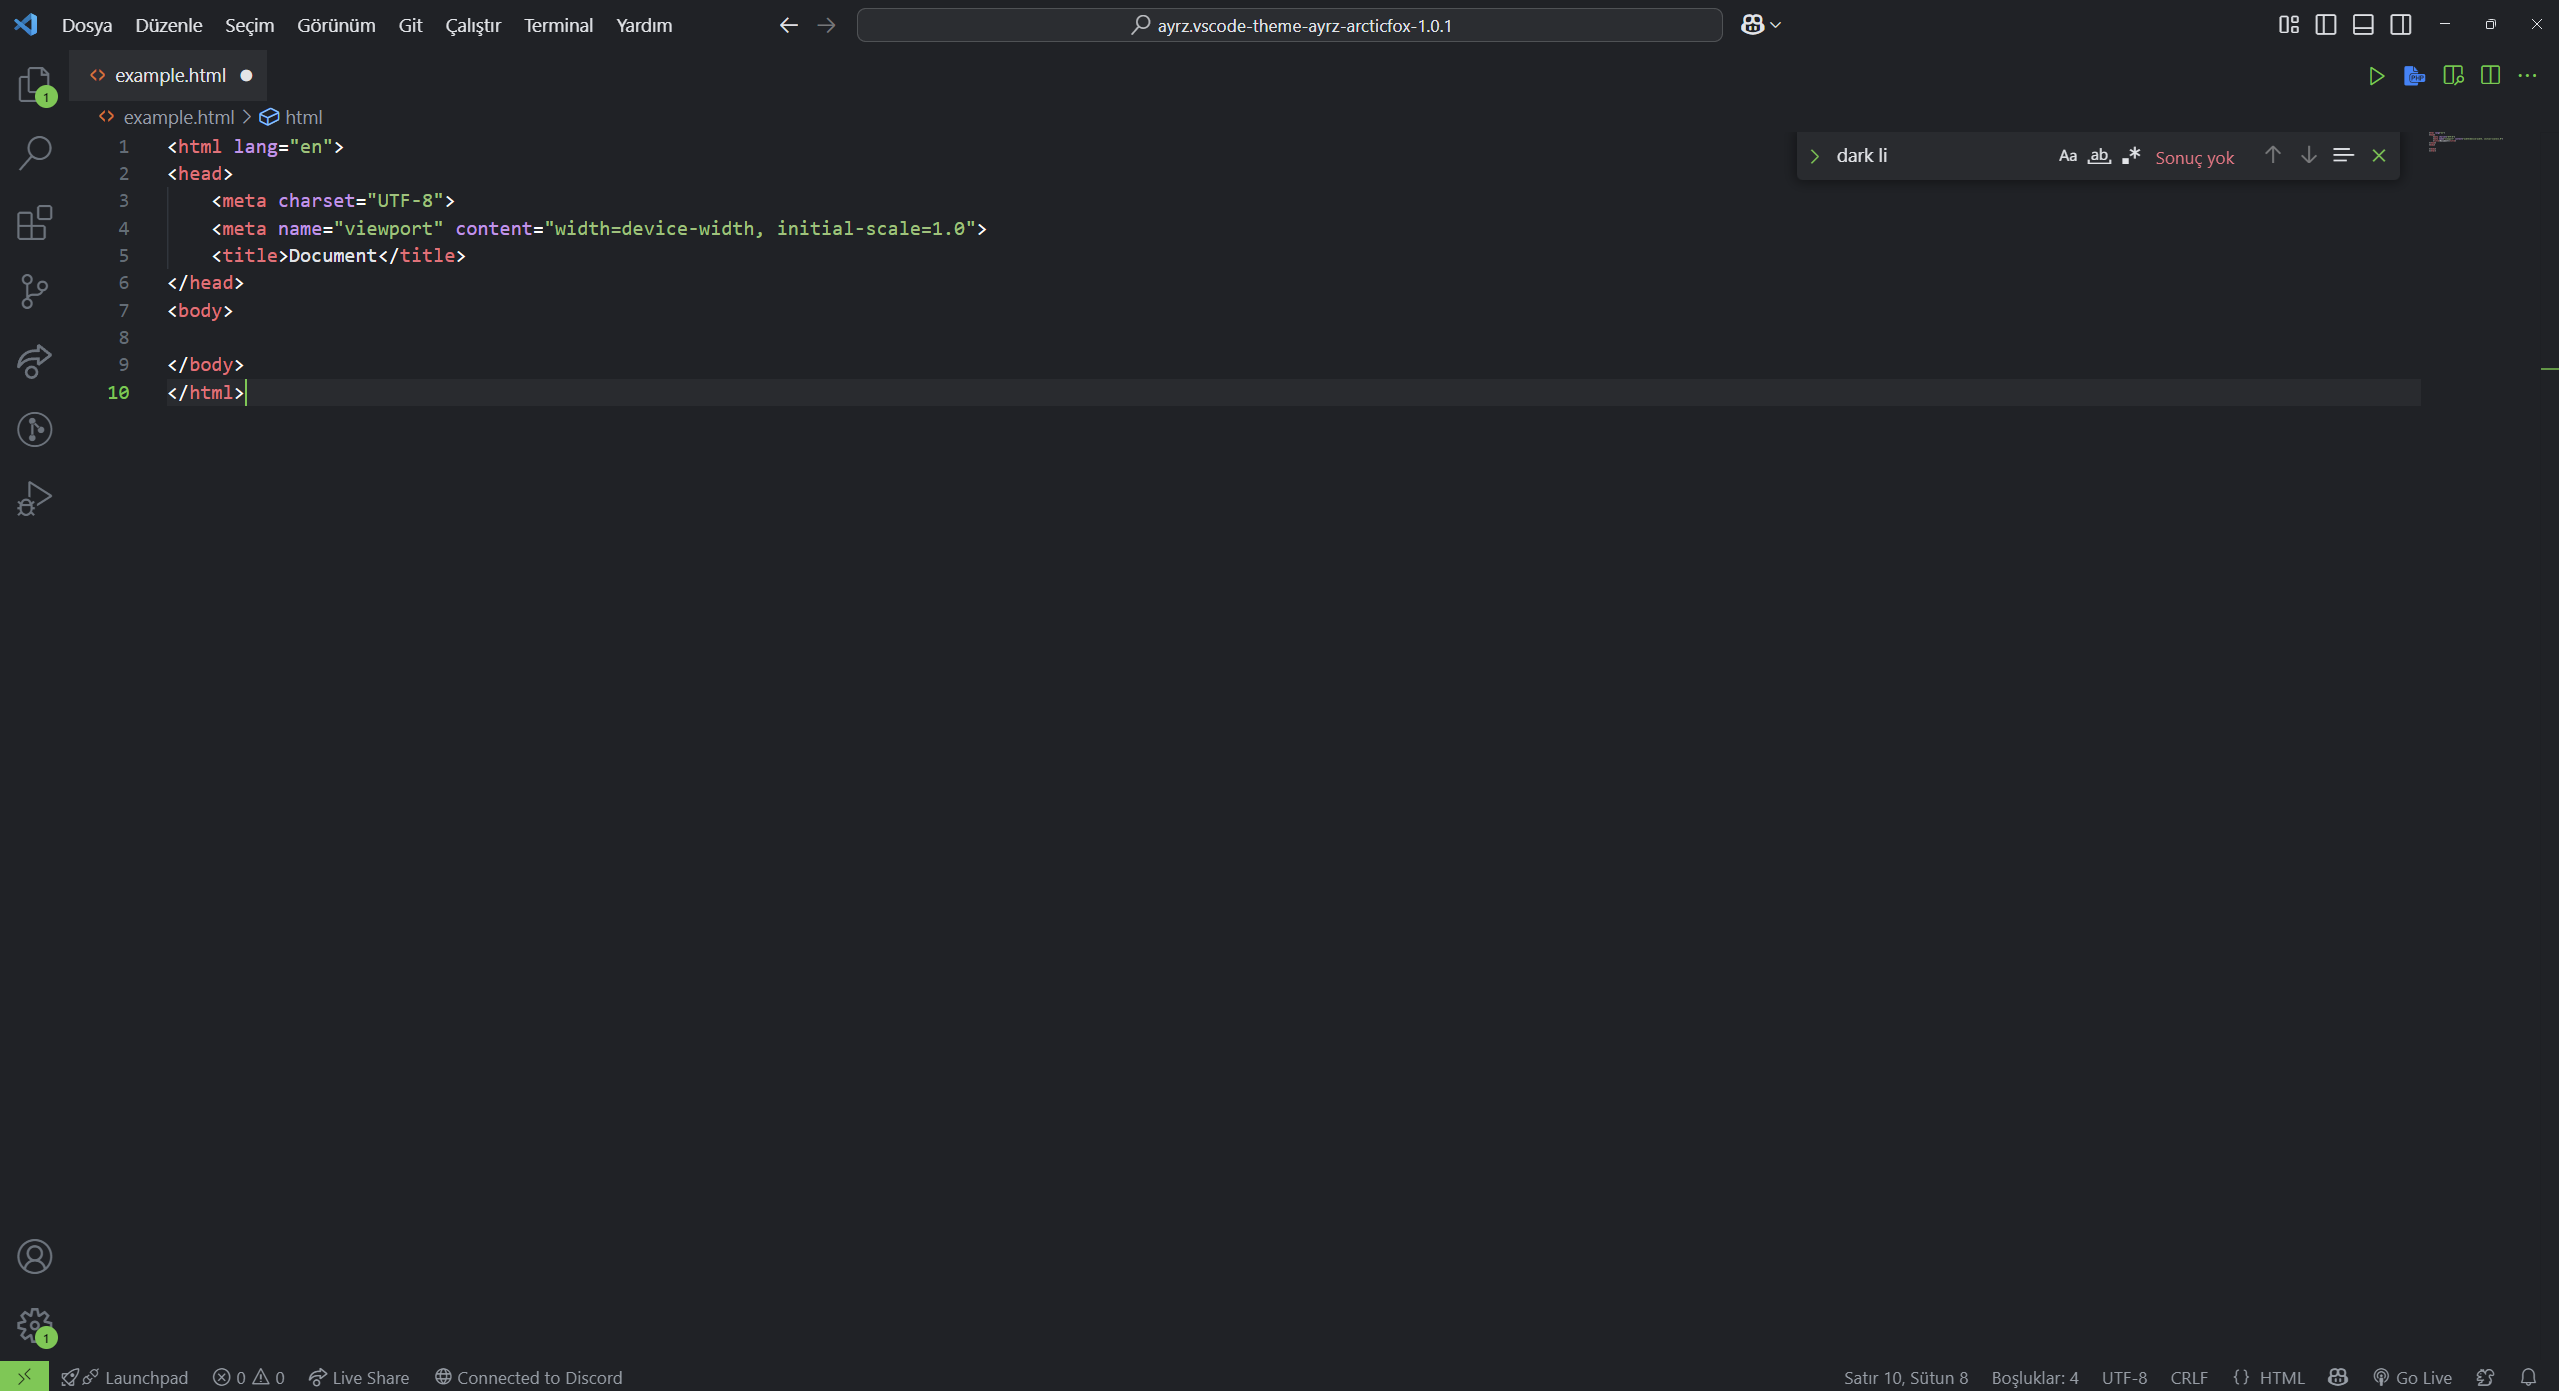 Dosya Düzenle Seçim Görünüm Git Çalıştır Terminal Yardım ayrz.vscode-theme-ayrz-arcticfox-1.0.1
example.html
example.html > html
1 <html lang="en">
2 <head>
3 <meta charset="UTF-8">
4 <meta name="viewport" content="width=device-width, initial-scale=1.0">
5 <title>Document</title>
6 </head>
7 <body>
8
9 </body>
10 </html>
dark li Aa ab .* Sonuç yok
1
1
Launchpad 0 0 Live Share Connected to Discord Satır 10, Sütun 8 Boşluklar: 4 UTF-8 CRLF {} HTML Go Live